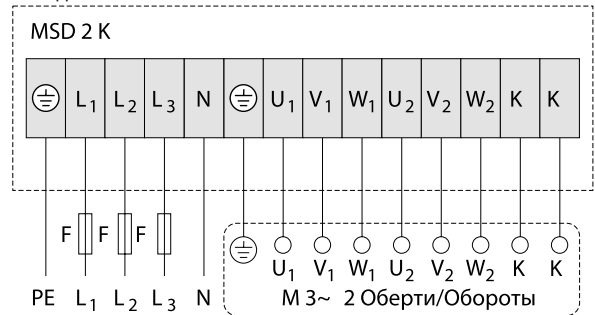 MSD 2 K
L1 L2 L3 N U1 V1 W1 U2 V2 W2 K K
F F F
U1 V1 W1 U2 V2 W2 K K
PE L1 L2 L3 N M 3~ 2 Оберти/Обороты